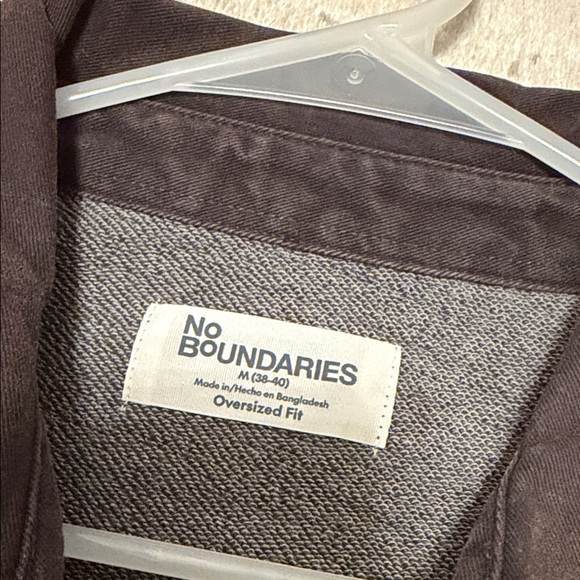 No
BOUNDARIES
M (38-40)
Made in/Hecho en Bangladesh
Oversized Fit